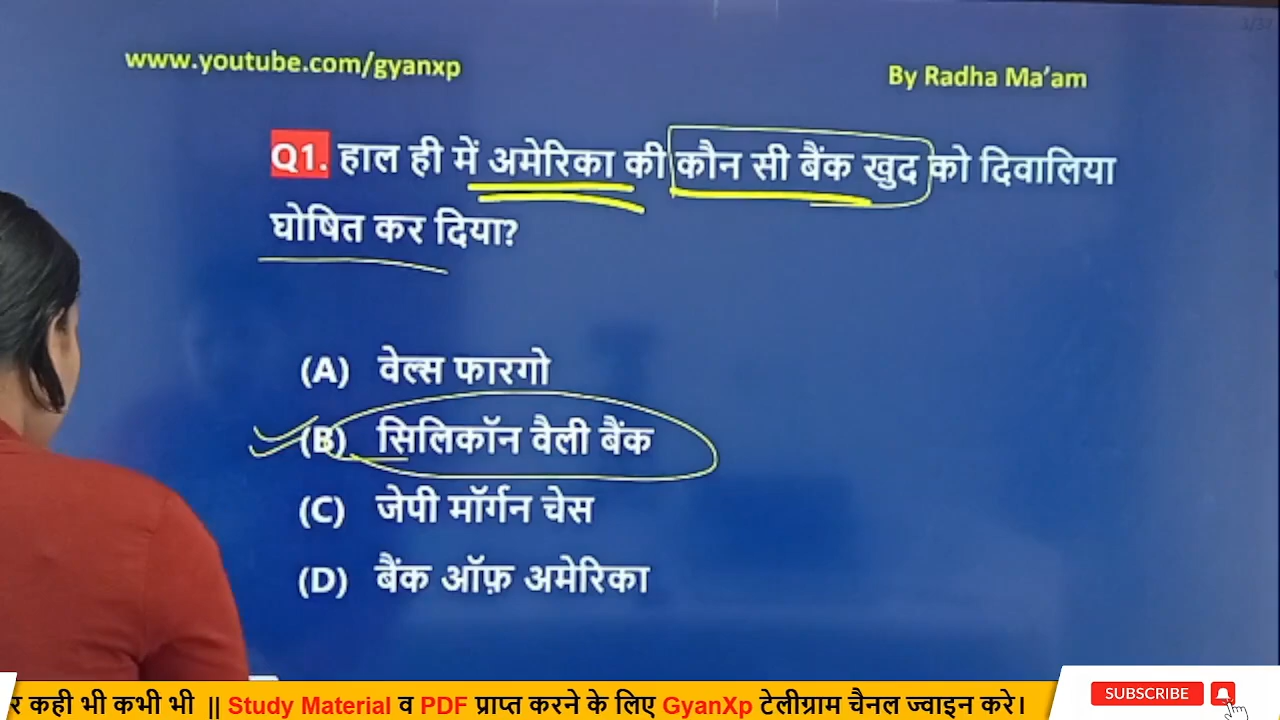 www.youtube.com/gyanxp
By Radha Ma’am
Q1. हाल ही में अमेरिका की कौन सी बैंक खुद को दिवालिया
घोषित कर दिया?
(A) वेल्स फारगो
(B) सिलिकॉन वैली बैंक
(C) जेपी मॉर्गन चेस
(D) बैंक ऑफ़ अमेरिका
र कही भी कभी भी || Study Material व PDF प्राप्त करने के लिए GyanXp टेलीग्राम चैनल ज्वाइन करे।
SUBSCRIBE